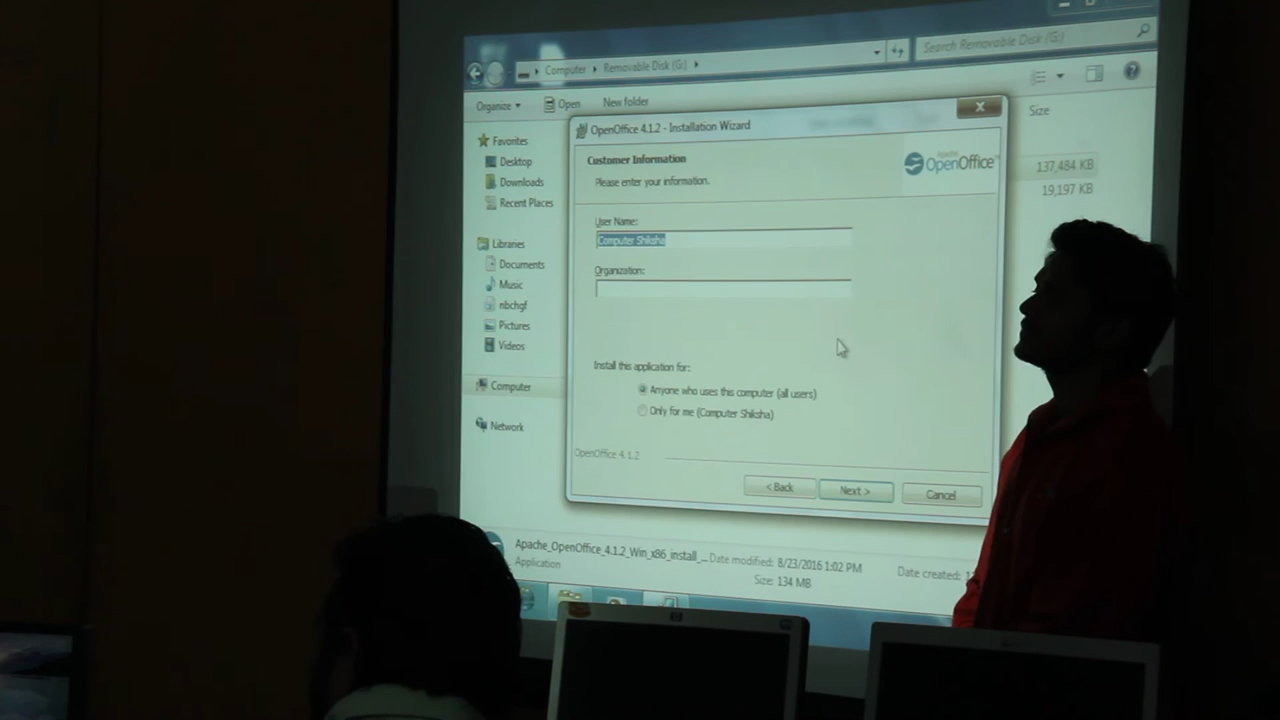 Computer
Removable Disk (G:)
Search Removable Disk (G:)
Organize
Open
New folder
Size
Favorites
Desktop
Downloads
Recent Places
Libraries
Documents
Music
nbchgf
Pictures
Videos
Computer
Network
137,484 KB
19,197 KB
OpenOffice 4.1.2 - Installation Wizard
Customer Information
Please enter your information.
Apache
OpenOffice™
User Name:
Computer Shiksha
Organization:
Install this application for:
Anyone who uses this computer (all users)
Only for me (Computer Shiksha)
OpenOffice 4.1.2
< Back
Next >
Cancel
Apache_OpenOffice_4.1.2_Win_x86_install_... Date modified: 8/23/2016 1:02 PM
Date created:
Application
Size: 134 MB
hp